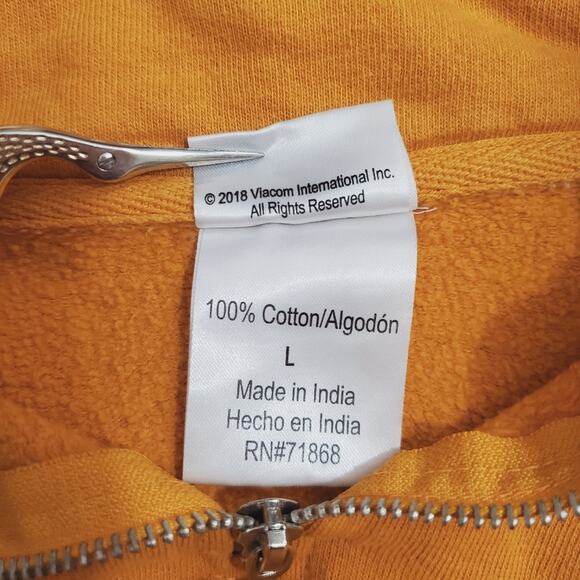 © 2018 Viacom International Inc.
All Rights Reserved
100% Cotton/Algodón
L
Made in India
Hecho en India
RN#71868